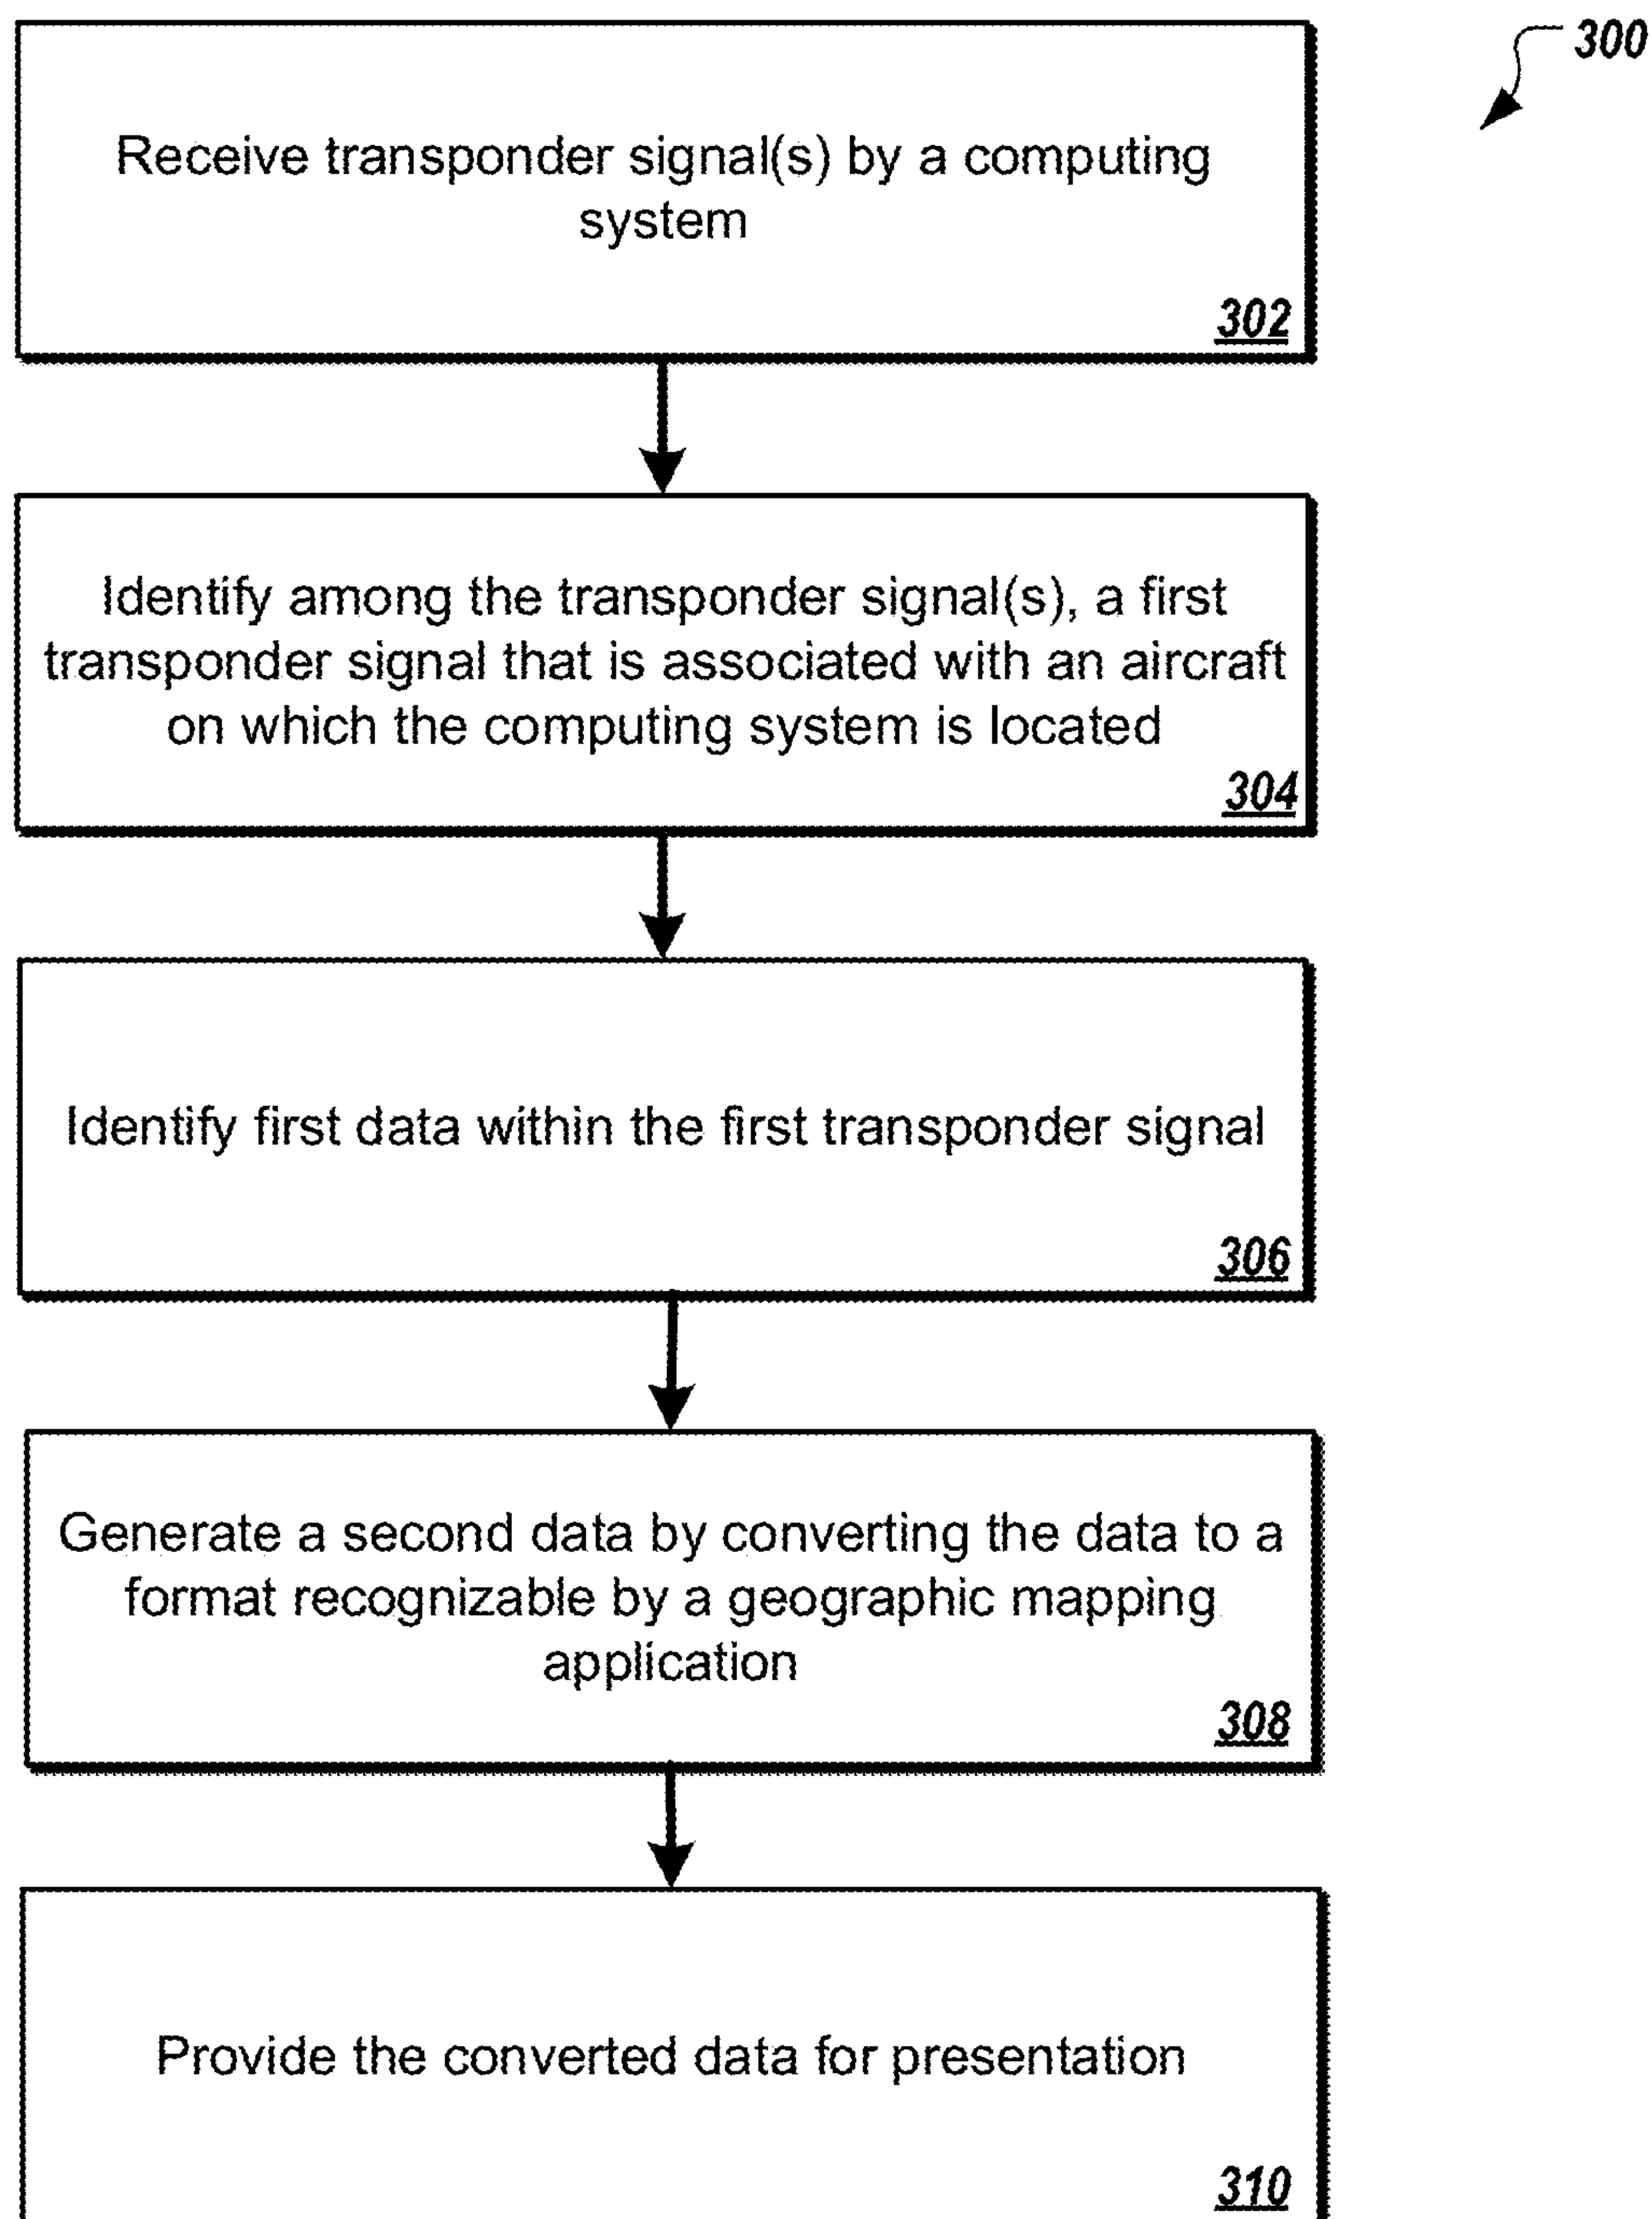 300
Receive transponder signal(s) by a computing
system
302
Identify among the transponder signal(s), a first
transponder signal that is associated with an aircraft
on which the computing system is located
304
Identify first data within the first transponder signal
306
Generate a second data by converting the data to a
format recognizable by a geographic mapping
application
308
Provide the converted data for presentation
310